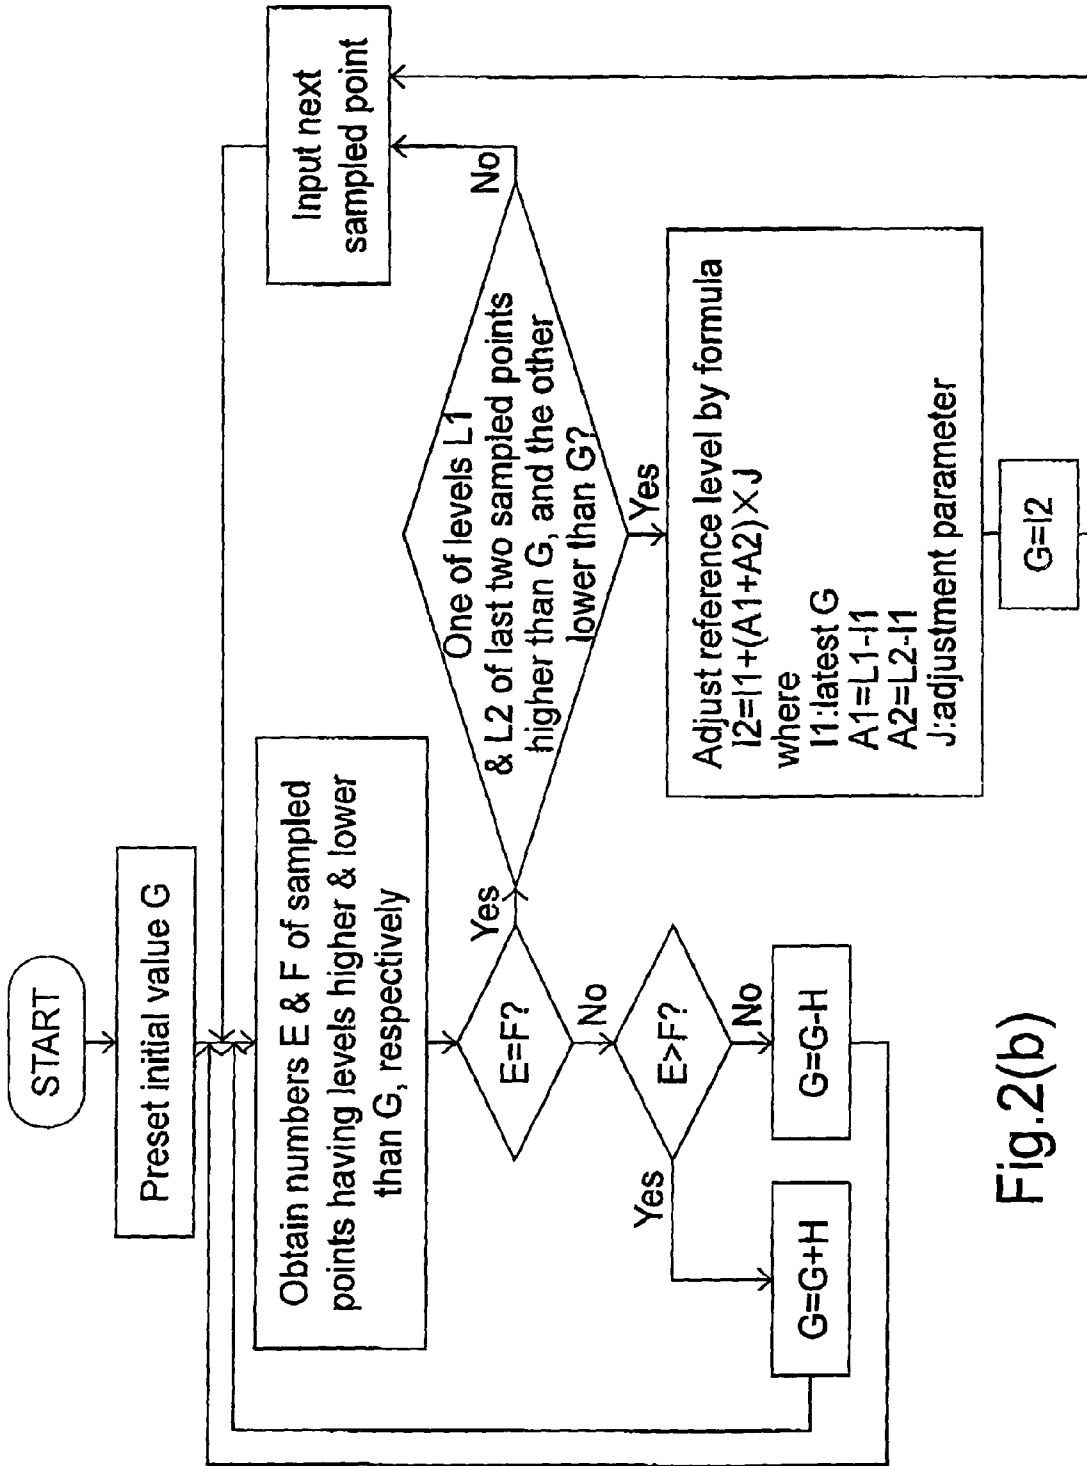 START
Preset initial value G
Obtain numbers E & F of sampled
points having levels higher & lower
than G, respectively
E=F?
Yes
No
E>F?
Yes
No
G=G+H
G=G-H
One of levels L1
& L2 of last two sampled points
higher than G, and the other
lower than G?
No
Yes
Input next
sampled point
Adjust reference level by formula
I2=I1+(A1+A2)×J
where
I1:latest G
A1=L1-I1
A2=L2-I1
J:adjustment parameter
G=I2
Fig.2(b)